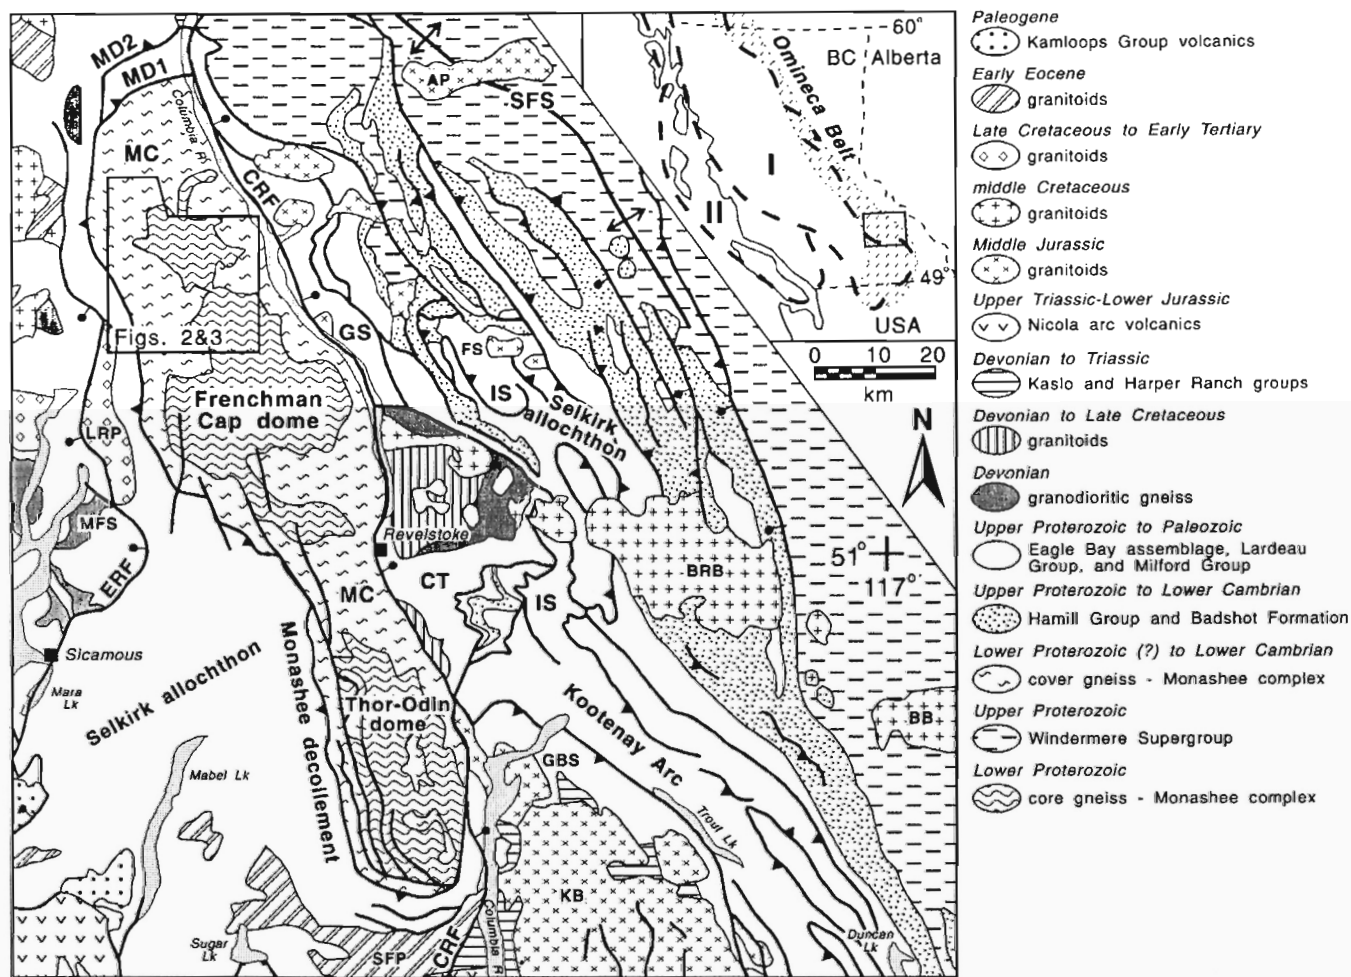 MD2
MD1
Columbia R
MC
CRF
AP
SFS
60°
BC
Alberta
Omineca Belt
I
II
49°
USA
0 10 20
km
N
Figs. 2&3
GS
FS
IS
Selkirk
allochthon
Frenchman
Cap dome
LRP
MFS
ERF
Revelstoke
CT
MC
IS
BRB
51°
117°
Sicamous
Mara
Lk
Selkirk allochthon
Monashee decollement
Thor-Odin
dome
Kootenay Arc
GBS
BB
Mabel Lk
Trout Lk
KB
Sugar
Lk
SFP
CRF
Columbia R
Duncan
Lk
Paleogene
Kamloops Group volcanics
Early Eocene
granitoids
Late Cretaceous to Early Tertiary
granitoids
middle Cretaceous
granitoids
Middle Jurassic
granitoids
Upper Triassic-Lower Jurassic
Nicola arc volcanics
Devonian to Triassic
Kaslo and Harper Ranch groups
Devonian to Late Cretaceous
granitoids
Devonian
granodioritic gneiss
Upper Proterozoic to Paleozoic
Eagle Bay assemblage, Lardeau
Group, and Milford Group
Upper Proterozoic to Lower Cambrian
Hamill Group and Badshot Formation
Lower Proterozoic (?) to Lower Cambrian
cover gneiss - Monashee complex
Upper Proterozoic
Windermere Supergroup
Lower Proterozoic
core gneiss - Monashee complex